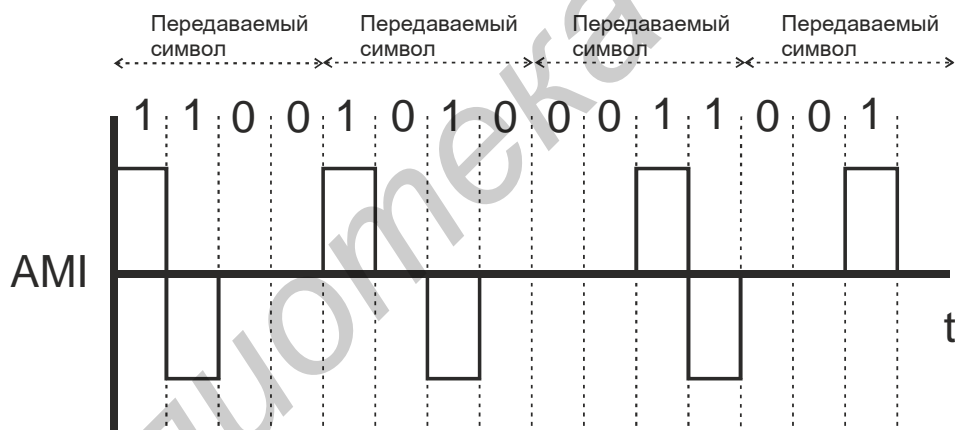 Передаваемый Передаваемый Передаваемый Передаваемый
символ символ символ символ
1 1 0 0 1 0 1 0 0 0 1 1 0 0 1
AMI
t
лиотека